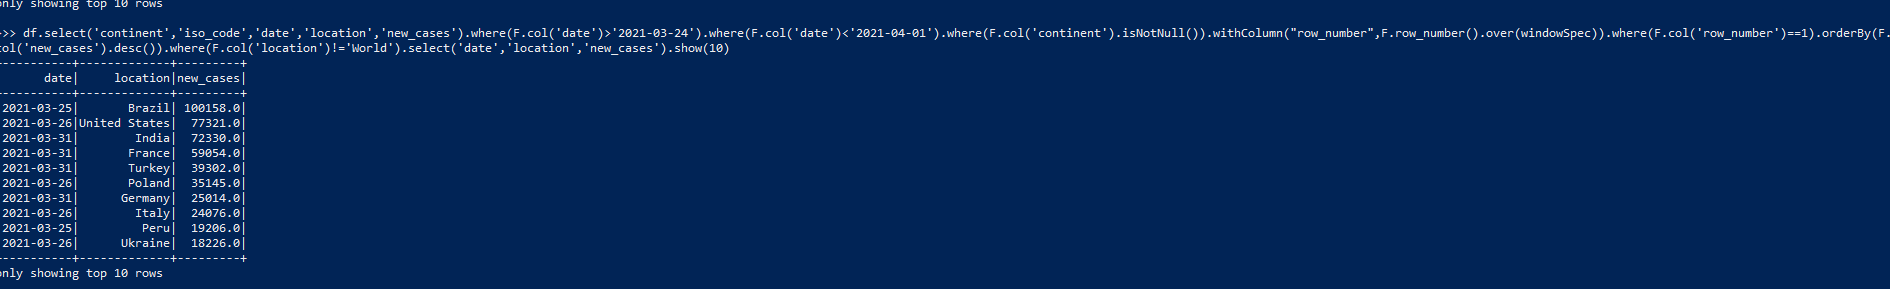 only showing top 10 rows
>>> df.select('continent','iso_code','date','location','new_cases').where(F.col('date')>'2021-03-24').where(F.col('date')<'2021-04-01').where(F.col('continent').isNotNull()).withColumn("row_number",F.row_number().over(windowSpec)).where(F.col('row_number')==1).orderBy(F.
col('new_cases').desc()).where(F.col('location')!='World').select('date','location','new_cases').show(10)
-----------+-------------+---------+
date| location|new_cases|
-----------+-------------+---------+
2021-03-25| Brazil| 100158.0|
2021-03-26|United States| 77321.0|
2021-03-31| India| 72330.0|
2021-03-31| France| 59054.0|
2021-03-31| Turkey| 39302.0|
2021-03-26| Poland| 35145.0|
2021-03-31| Germany| 25014.0|
2021-03-26| Italy| 24076.0|
2021-03-25| Peru| 19206.0|
2021-03-26| Ukraine| 18226.0|
-----------+-------------+---------+
only showing top 10 rows